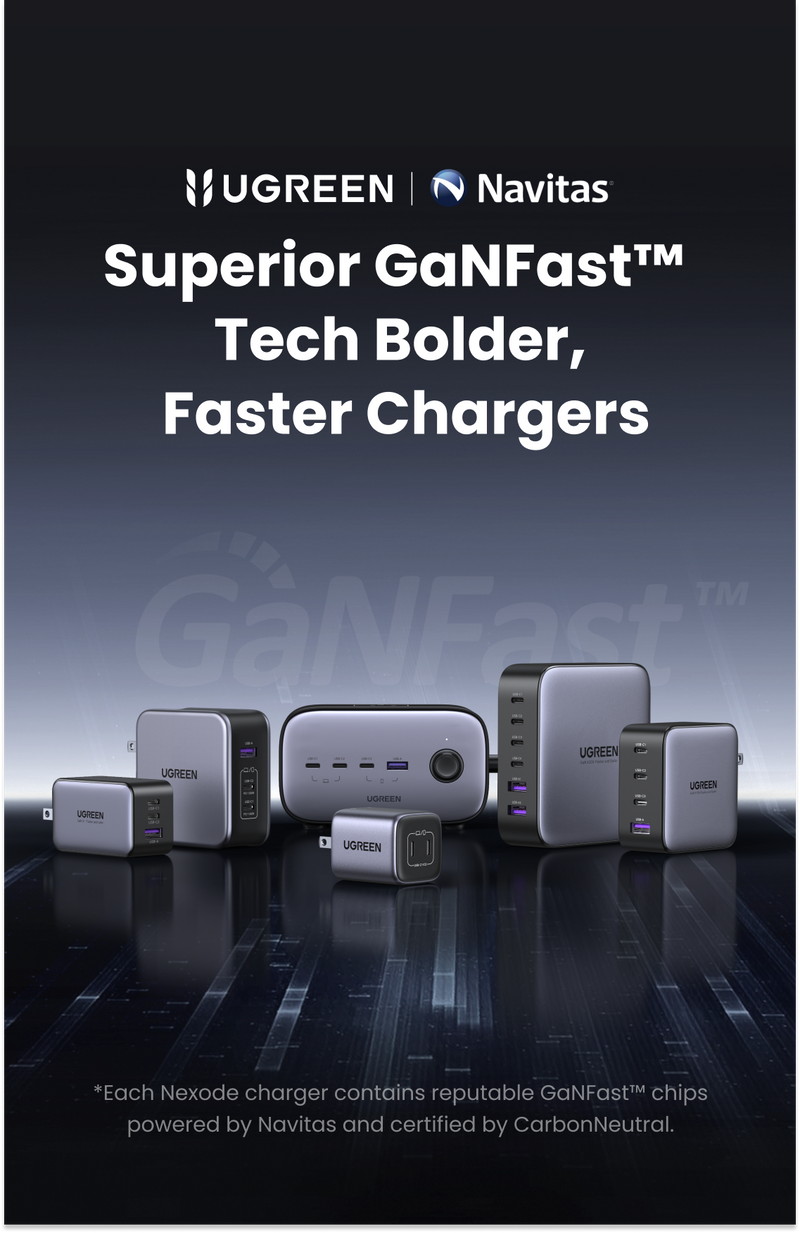 UGREEN | Navitas
Superior GaNFast™
Tech Bolder,
Faster Chargers
GaNFast™
UGREEN
UGREEN
UGREEN
UGREEN
UGREEN
UGREEN
*Each Nexode charger contains reputable GaNFast™ chips
powered by Navitas and certified by CarbonNeutral.